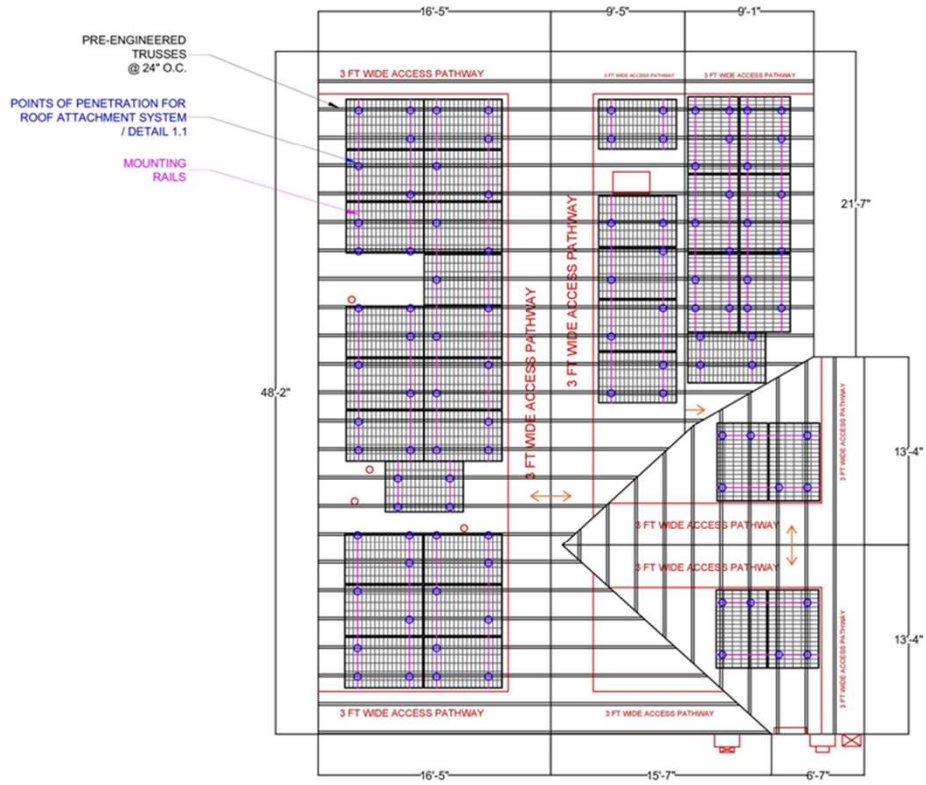 16'-5"
9'-5"
9'-1"
PRE-ENGINEERED
TRUSSES
@ 24" O.C.
3 FT WIDE ACCESS PATHWAY
3 FT WIDE ACCESS PATHWAY
3 FT WIDE ACCESS PATHWAY
POINTS OF PENETRATION FOR
ROOF ATTACHMENT SYSTEM
/ DETAIL 1.1
MOUNTING
RAILS
21'-7"
3 FT WIDE ACCESS PATHWAY
3 FT WIDE ACCESS PATHWAY
48'-2"
3 FT WIDE ACCESS PATHWAY
13'-4"
3 FT WIDE ACCESS PATHWAY
3 FT WIDE ACCESS PATHWAY
3 FT WIDE ACCESS PATHWAY
13'-4"
3 FT WIDE ACCESS PATHWAY
3 FT WIDE ACCESS PATHWAY
16'-5"
15'-7"
6'-7"